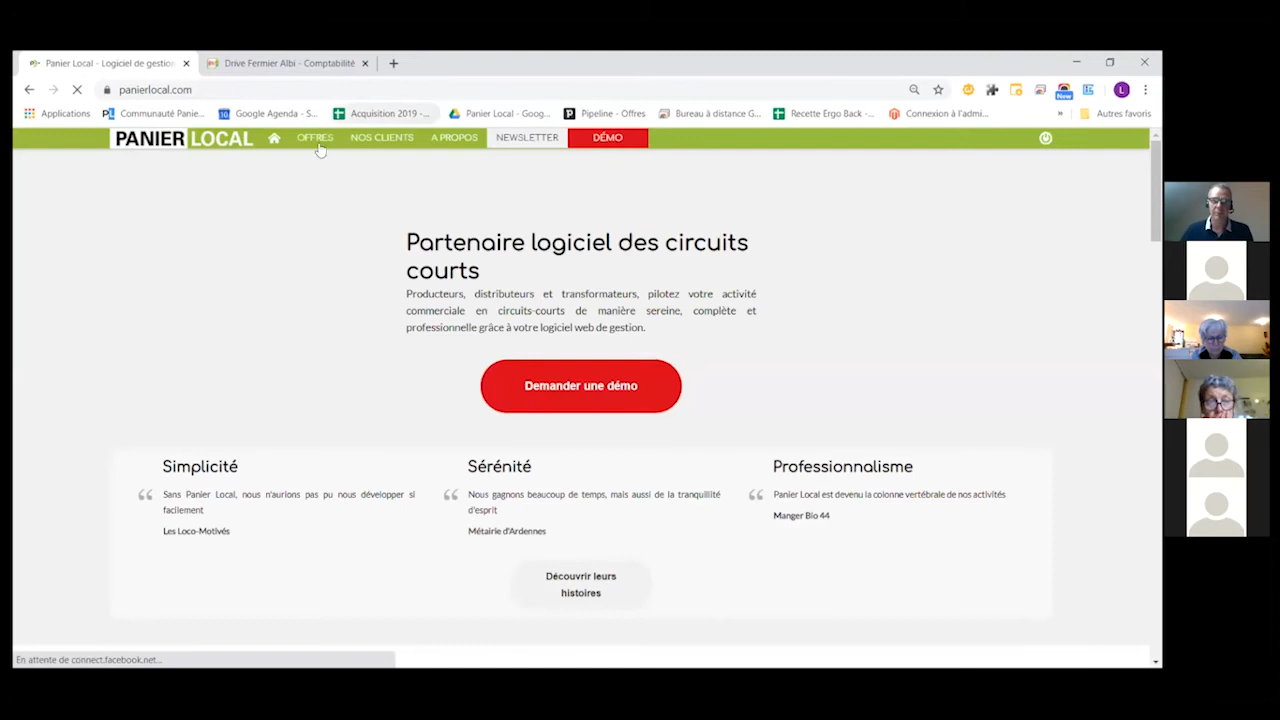 Panier Local - Logiciel de gestion
Drive Fermier Albi - Comptabilité
panierlocal.com
Applications
Communauté Panie...
Google Agenda - S...
Acquisition 2019 -...
Panier Local - Goog...
Pipeline - Offres
Bureau à distance G...
Recette Ergo Back -...
Connexion à l'admi...
»
Autres favoris
New
L
PANIER LOCAL
OFFRES
NOS CLIENTS
A PROPOS
NEWSLETTER
DÉMO
Partenaire logiciel des circuits
courts
Producteurs, distributeurs et transformateurs, pilotez votre activité
commerciale en circuits-courts de manière sereine, complète et
professionnelle grâce à votre logiciel web de gestion.
Demander une démo
Simplicité
Sans Panier Local, nous n'aurions pas pu nous développer si
facilement
Les Loco-Motivés
Sérénité
Nous gagnons beaucoup de temps, mais aussi de la tranquillité
d'esprit
Métairie d'Ardennes
Professionnalisme
Panier Local est devenu la colonne vertébrale de nos activités
Manger Bio 44
Découvrir leurs
histoires
En attente de connect.facebook.net...